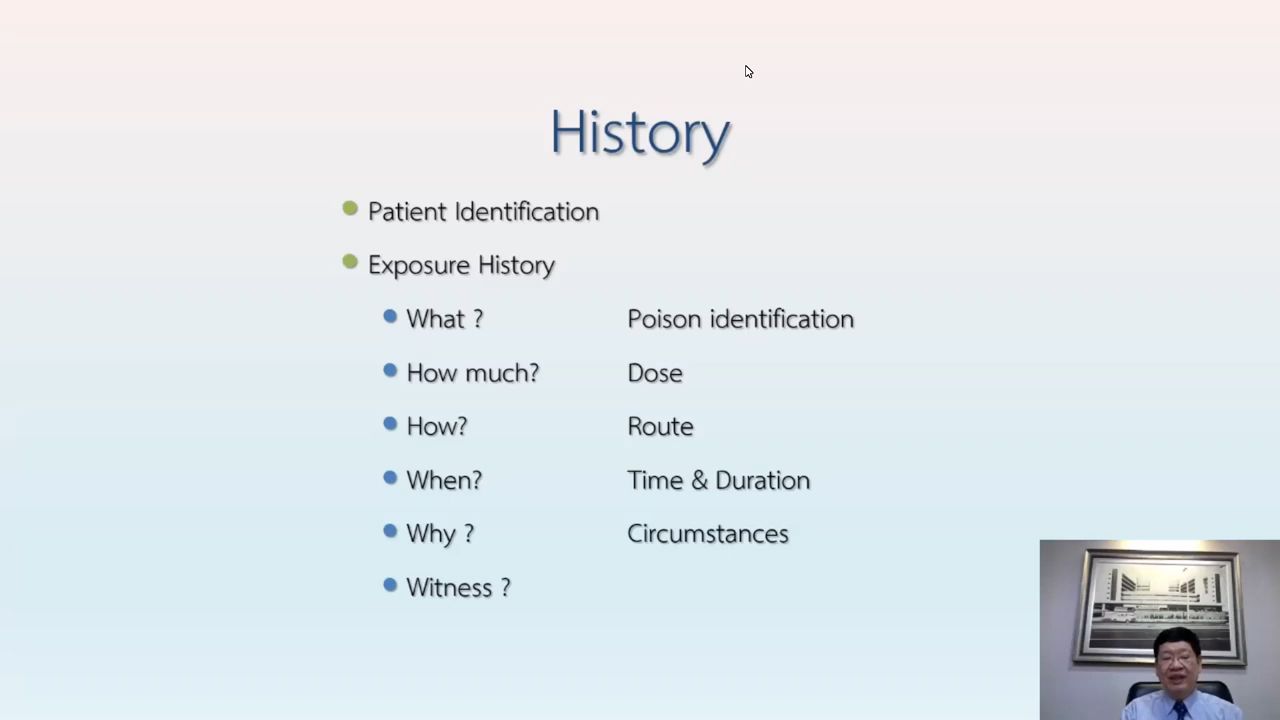 History
Patient Identification
Exposure History
What ? Poison identification
How much? Dose
How? Route
When? Time & Duration
Why ? Circumstances
Witness ?